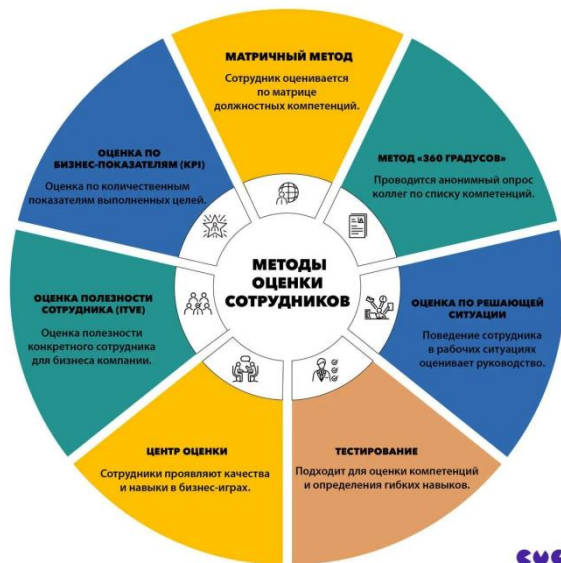 МАТРИЧНЫЙ МЕТОД
Сотрудник оценивается
по матрице
должностных компетенций.
МЕТОД «360 ГРАДУСОВ»
Проводится анонимный опрос
коллег по списку компетенций.
ОЦЕНКА ПО РЕШАЮЩЕЙ
СИТУАЦИИ
Поведение сотрудника
в рабочих ситуациях
оценивает руководство.
ТЕСТИРОВАНИЕ
Подходит для оценки компетенций
и определения гибких навыков.
ЦЕНТР ОЦЕНКИ
Сотрудники проявляют качества
и навыки в бизнес-играх.
ОЦЕНКА ПОЛЕЗНОСТИ
СОТРУДНИКА (ITVE)
Оценка полезности
конкретного сотрудника
для бизнеса компании.
ОЦЕНКА ПО
БИЗНЕС-ПОКАЗАТЕЛЯМ (KPI)
Оценка по количественным
показателям выполненных целей.
МЕТОДЫ
ОЦЕНКИ
СОТРУДНИКОВ